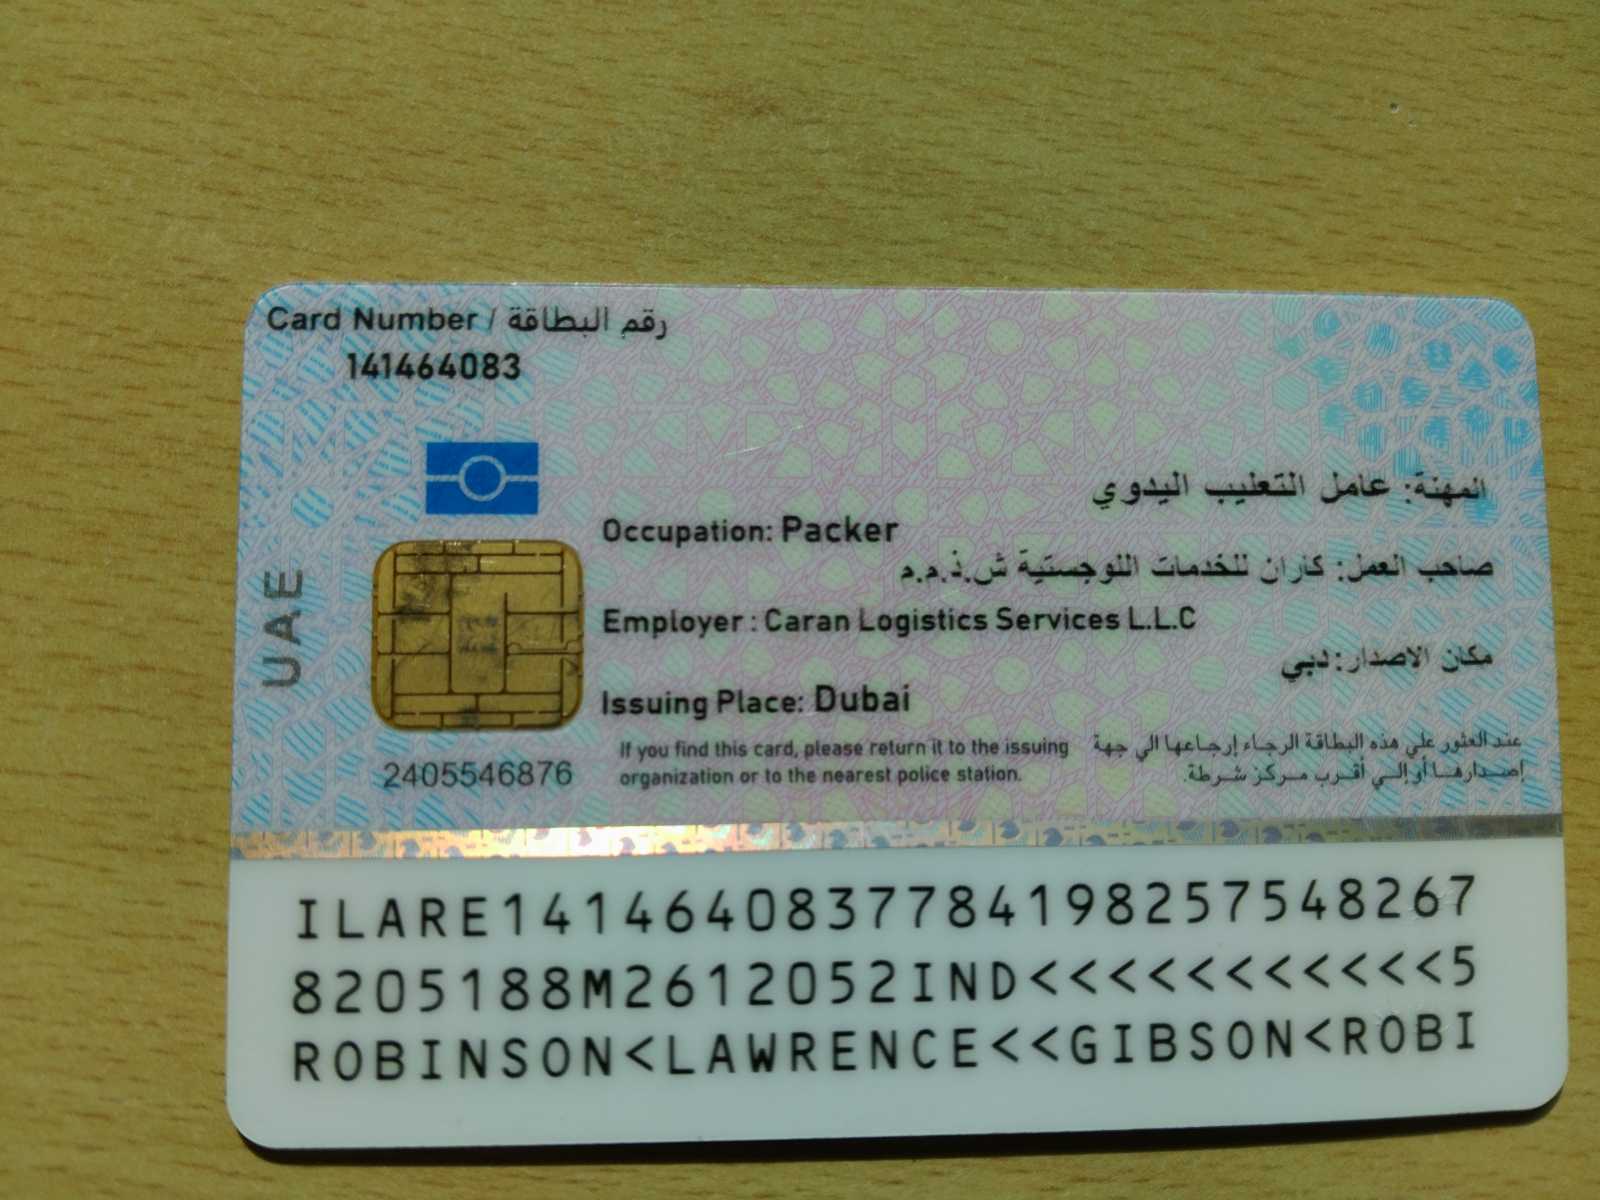 Card Number / رقم البطاقة
141464083
المهنة: عامل التعليب اليدوي
Occupation: Packer
صاحب العمل: كاران للخدمات اللوجستية ش.ذ.م.م
Employer : Caran Logistics Services L.L.C
مكان الاصدار: دبي
Issuing Place: Dubai
UAE
If you find this card, please return it to the issuing
organization or to the nearest police station.
عند العثور علي هذه البطاقة الرجاء إرجاعها الي جهة
إصدارها أو إلي أقرب مركز شرطة.
2405546876
ILARE1414640837784198257548267
8205188M2612052IND<<<<<<<<<<<5
ROBINSON<LAWRENCE<<GIBSON<ROBI